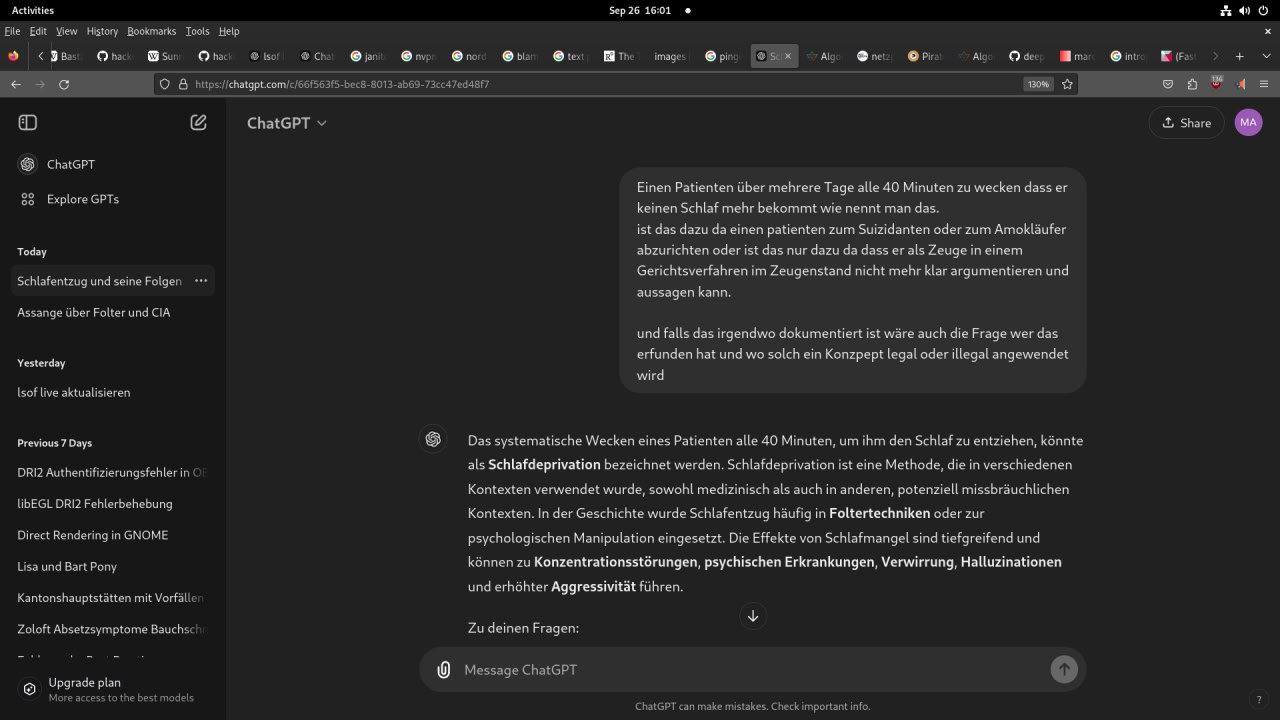 Activities
Sep 26 16:01
File Edit View History Bookmarks Tools Help
Basta
hack
Sunn
hack
lsof l
Chat
janit
nvpn
nord
blam
text p
The T
images i
ping
Sc
Algo
netz
Pirat
Algo
deep
marc
intro
(Fast
https://chatgpt.com/c/66f563f5-bec8-8013-ab69-73cc47ed48f7
130%
136
ChatGPT
Share
MA
ChatGPT
Explore GPTs
Today
Schlafentzug und seine Folgen
Assange über Folter und CIA
Yesterday
lsof live aktualisieren
Previous 7 Days
DRI2 Authentifizierungsfehler in OB
libEGL DRI2 Fehlerbehebung
Direct Rendering in GNOME
Lisa und Bart Pony
Kantonshauptstätten mit Vorfällen
Zoloft Absetzsymptome Bauchschm
Upgrade plan
More access to the best models
Einen Patienten über mehrere Tage alle 40 Minuten zu wecken dass er
keinen Schlaf mehr bekommt wie nennt man das.
ist das dazu da einen patienten zum Suizidanten oder zum Amokläufer
abzurichten oder ist das nur dazu da dass er als Zeuge in einem
Gerichtsverfahren im Zeugenstand nicht mehr klar argumentieren und
aussagen kann.
und falls das irgendwo dokumentiert ist wäre auch die Frage wer das
erfunden hat und wo solch ein Konzpept legal oder illegal angewendet
wird
Das systematische Wecken eines Patienten alle 40 Minuten, um ihm den Schlaf zu entziehen, könnte
als Schlafdeprivation bezeichnet werden. Schlafdeprivation ist eine Methode, die in verschiedenen
Kontexten verwendet wurde, sowohl medizinisch als auch in anderen, potenziell missbräuchlichen
Kontexten. In der Geschichte wurde Schlafentzug häufig in Foltertechniken oder zur
psychologischen Manipulation eingesetzt. Die Effekte von Schlafmangel sind tiefgreifend und
können zu Konzentrationsstörungen, psychischen Erkrankungen, Verwirrung, Halluzinationen
und erhöhter Aggressivität führen.
Zu deinen Fragen:
Message ChatGPT
ChatGPT can make mistakes. Check important info.
?